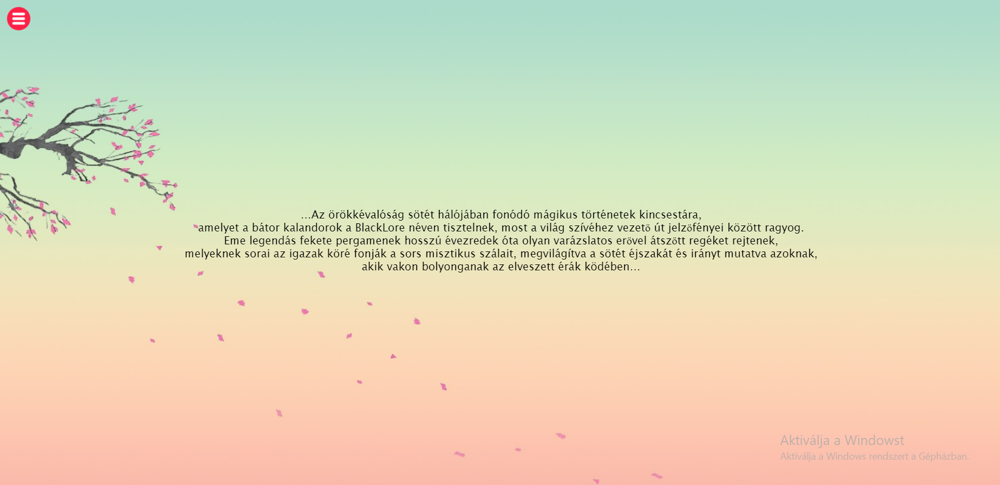 ...Az örökkévalóság sötét hálójában fonódó mágikus történetek kincsestára,
amelyet a bátor kalandorok a BlackLore néven tisztelnek, most a világ szívéhez vezető út jelzőfényei között ragyog.
Eme legendás fekete pergamenek hosszú évezredek óta olyan varázslatos erővel átszőtt regéket rejtenek,
melyeknek sorai az igazak köré fonják a sors misztikus szálait, megvilágítva a sötét éjszakát és irányt mutatva azoknak,
akik vakon bolyonganak az elveszett érák ködében...
Aktiválja a Windowst
Aktiválja a Windows rendszert a Gépházban.